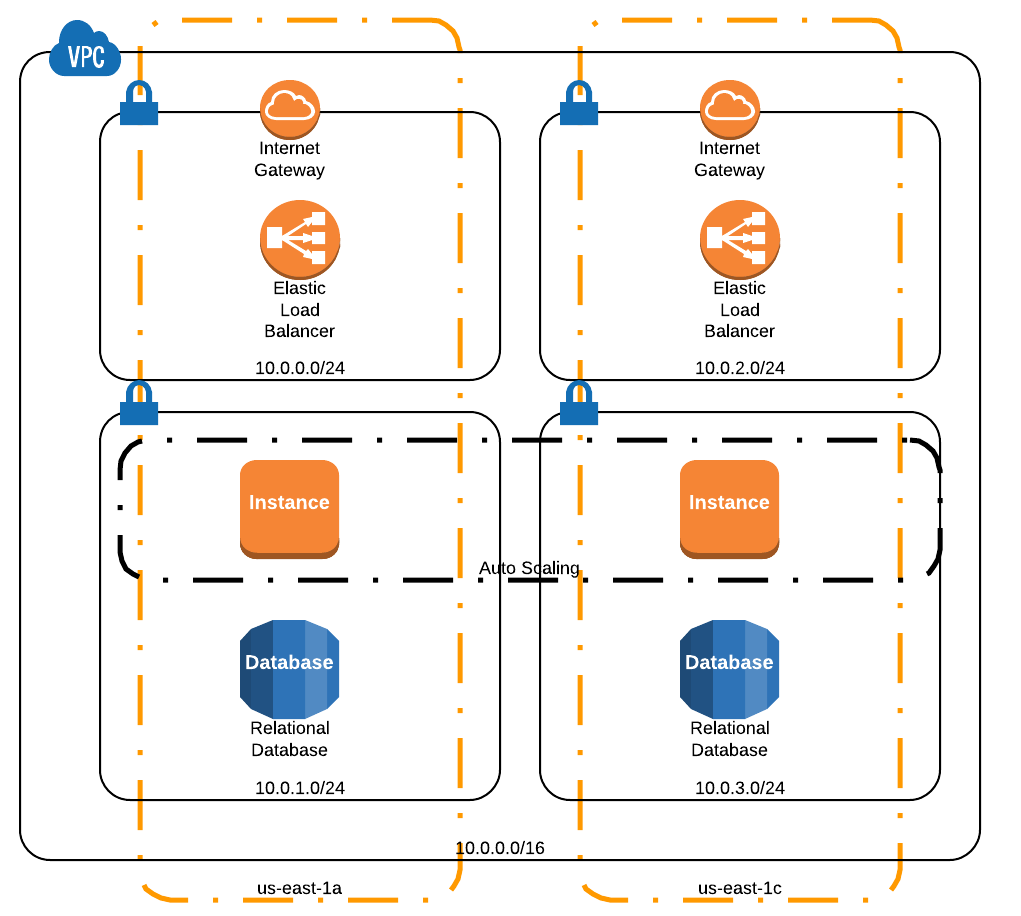 VPC
Internet
Gateway
Internet
Gateway
Elastic
Load
Balancer
Elastic
Load
Balancer
10.0.0.0/24
10.0.2.0/24
Instance
Instance
Auto Scaling
Database
Database
Relational
Database
Relational
Database
10.0.1.0/24
10.0.3.0/24
10.0.0.0/16
us-east-1a
us-east-1c